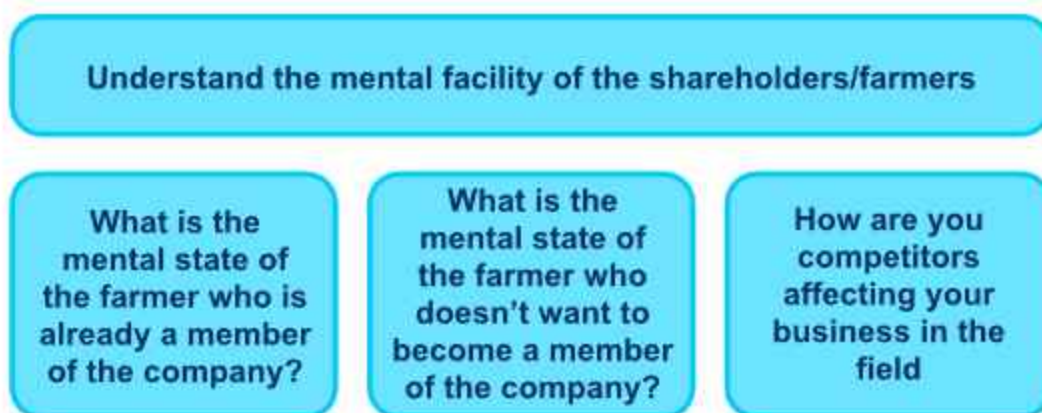 Understand the mental facility of the shareholders/farmers
What is the
mental state of
the farmer who is
already a member
of the company?
What is the
mental state of
the farmer who
doesn't want to
become a member
of the company?
How are you
competitors
affecting your
business in the
field